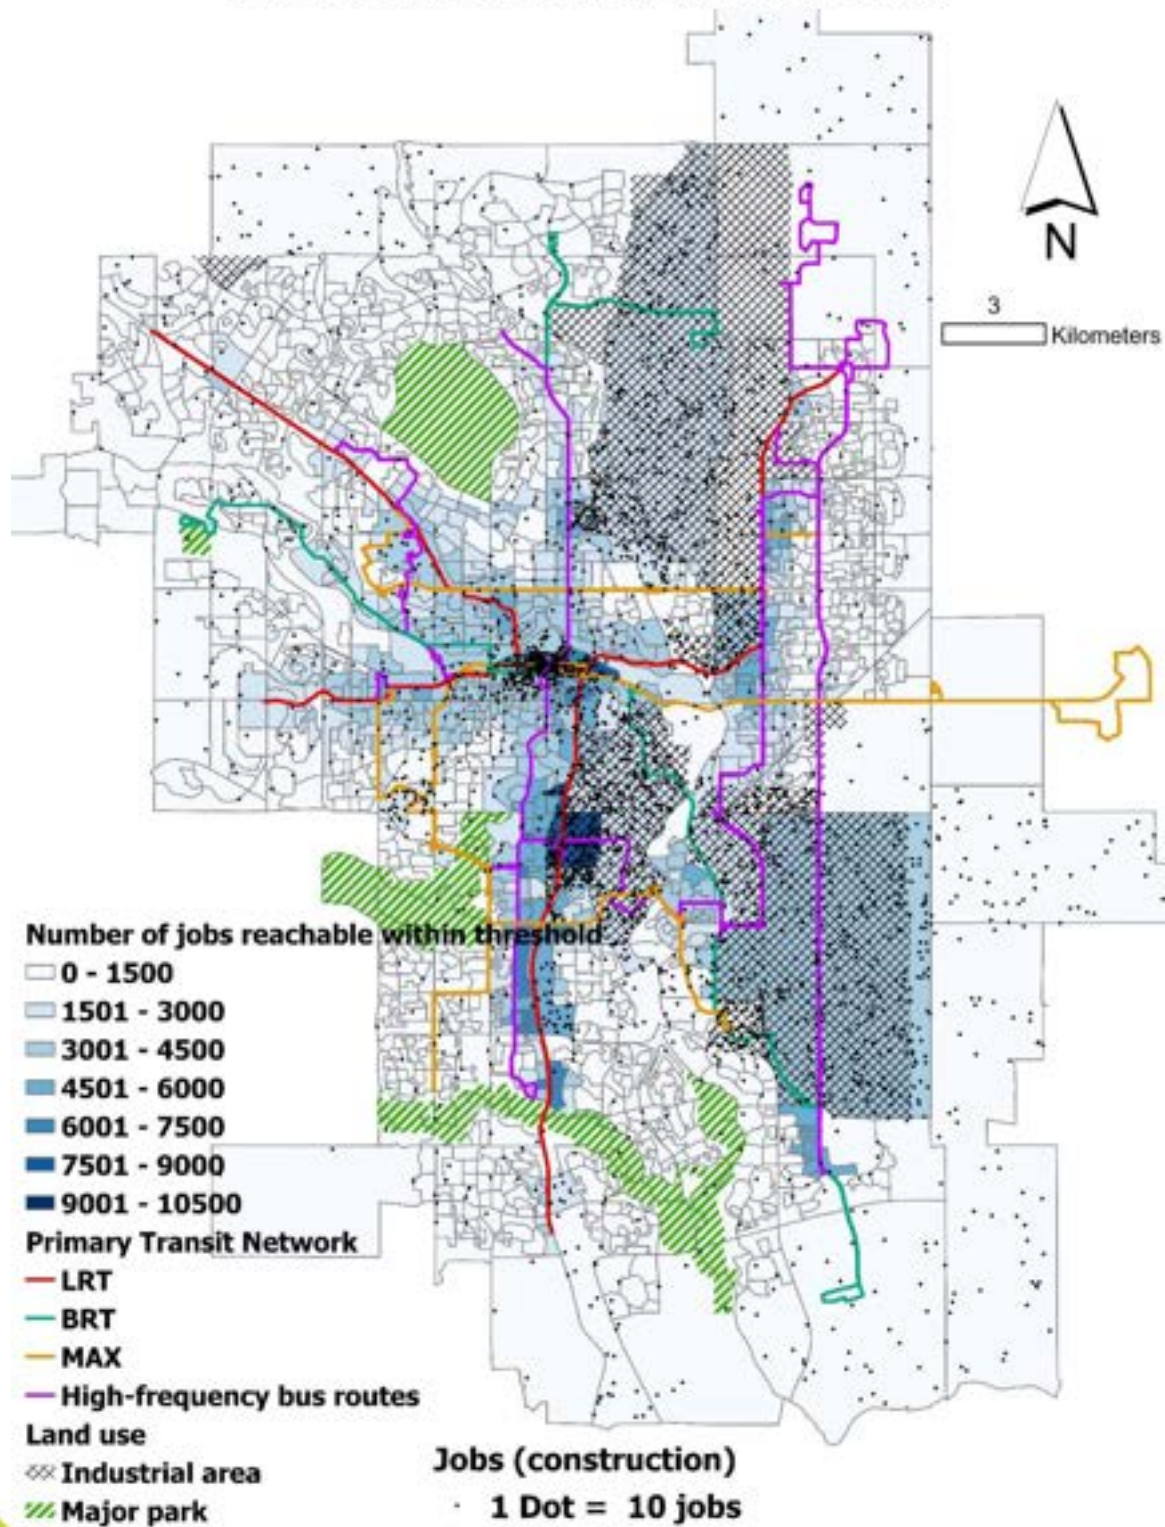 N
3
Kilometers
Number of jobs reachable within threshold
0 - 1500
1501 - 3000
3001 - 4500
4501 - 6000
6001 - 7500
7501 - 9000
9001 - 10500
Primary Transit Network
LRT
BRT
MAX
High-frequency bus routes
Land use
Industrial area
Major park
Jobs (construction)
1 Dot = 10 jobs